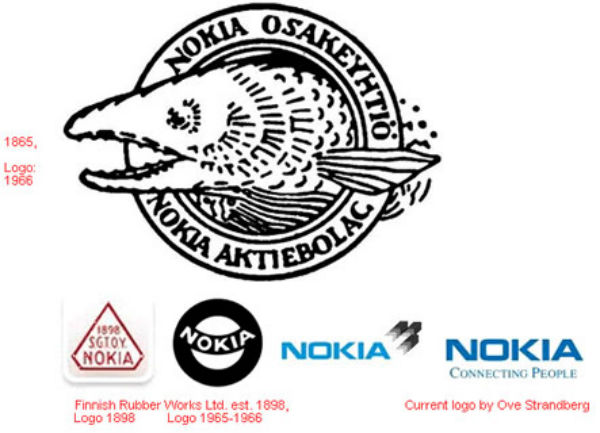 NOKIA OSAKEYHTIÖ
1865,
Logo:
1966
NOKIA AKTIEBOLAG
1898
S.G.T.O.Y.
NOKIA
NOKIA
NOKIA
NOKIA
CONNECTING PEOPLE
Finnish Rubber Works Ltd. est. 1898,
Logo 1898 Logo 1965-1966
Current logo by Ove Strandberg